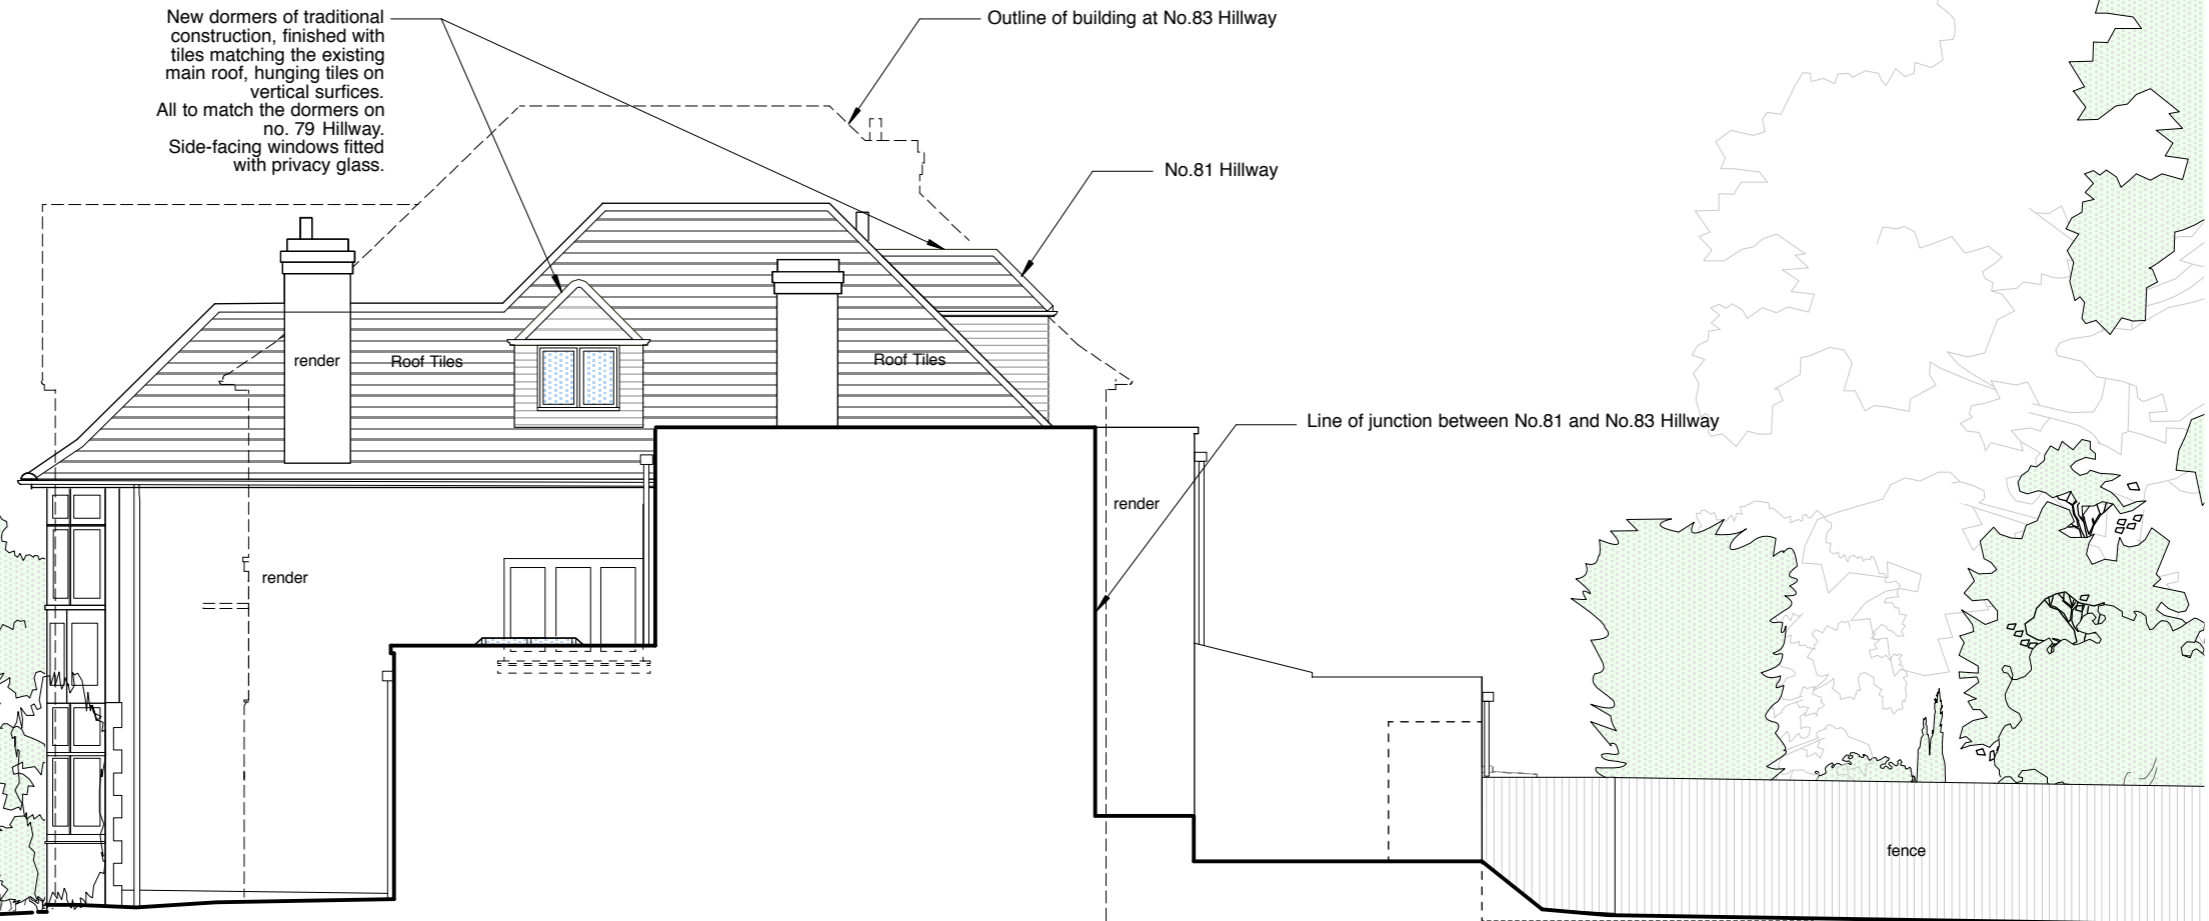 New dormers of traditional
construction, finished with
tiles matching the existing
main roof, hunging tiles on
vertical surfices.
All to match the dormers on
no. 79 Hillway.
Side-facing windows fitted
with privacy glass.
Outline of building at No.83 Hillway
No.81 Hillway
render
Roof Tiles
Roof Tiles
Line of junction between No.81 and No.83 Hillway
render
render
fence